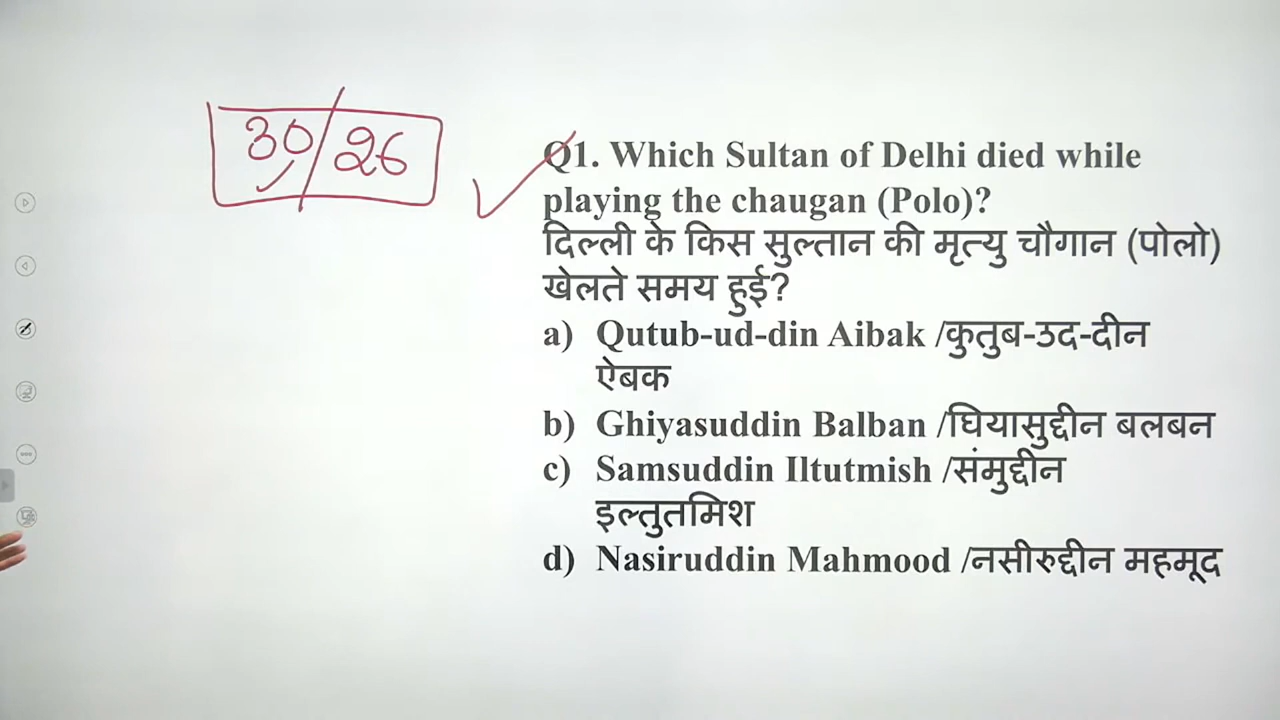 30/26
Q1. Which Sultan of Delhi died while
playing the chaugan (Polo)?
दिल्ली के किस सुल्तान की मृत्यु चौगान (पोलो)
खेलते समय हुई?
a) Qutub-ud-din Aibak /कुतुब-उद-दीन
ऐबक
b) Ghiyasuddin Balban /घियासुद्दीन बलबन
c) Samsuddin Iltutmish /संमुद्दीन
इल्तुतमिश
d) Nasiruddin Mahmood /नसीरुद्दीन महमूद